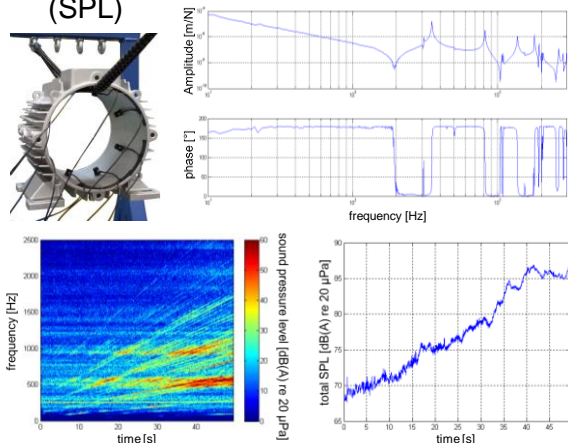 (SPL)
Amplitude [m/N]
phase [°]
200
150
100
50
0
frequency [Hz]
2500
2000
1500
1000
500
0
frequency [Hz]
0
10
20
30
40
time [s]
60
50
40
30
20
10
0
sound pressure level [dB(A) re 20 µPa]
90
85
80
75
70
65
total SPL [dB(A) re 20 µPa]
0 5 10 15 20 25 30 35 40 45
time [s]